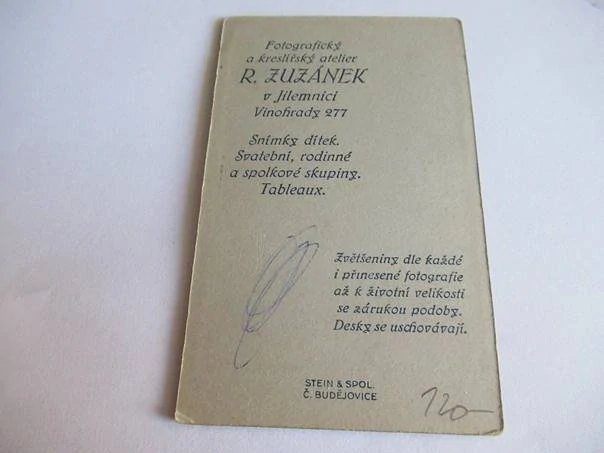 Fotografický
a kreslířský atelier
R. ZUZÁNEK
v Jilemnici
Vinohrady 277
Snímky dítek.
Svatební, rodinné
a spolkové skupiny.
Tableaux.
Zvětšeniny dle každé
i přinesené fotografie
až k životní velikosti
se zárukou podoby.
Desky se uschovávají.
STEIN & SPOL.
Č. BUDĚJOVICE
120-